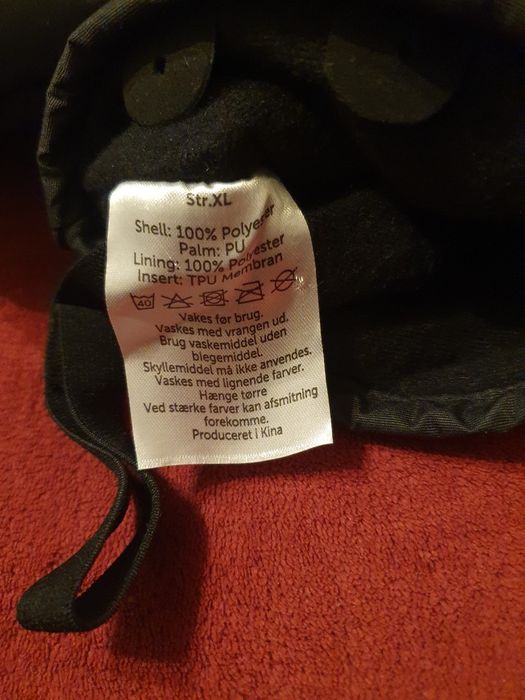 Str.XL
Shell: 100% Polyester
Palm: PU
Lining: 100% Polyester
Insert: TPU Membran
40
Vakes før brug.
Vaskes med vrangen ud.
Brug vaskemiddel uden
blegemiddel.
Skyllemiddel må ikke anvendes.
Vaskes med lignende farver.
Hænge tørre
Ved stærke farver kan afsmitning
forekomme.
Produceret i Kina